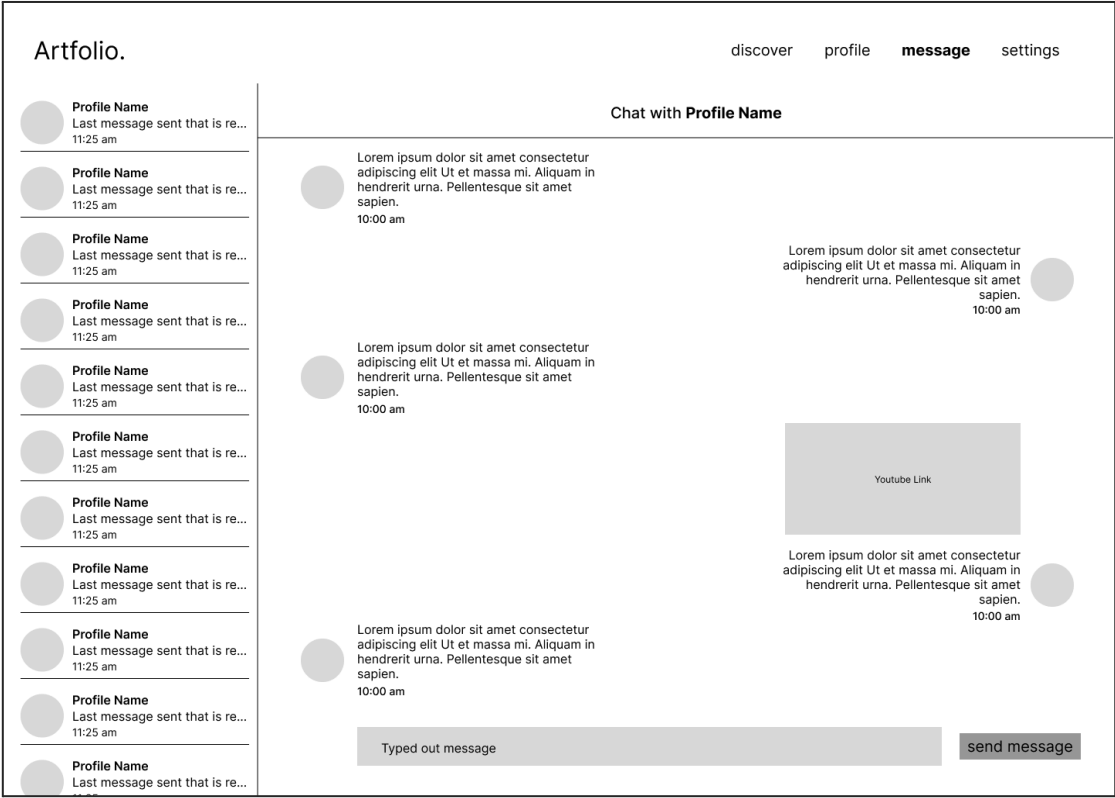 Artfolio.
discover profile message settings
Profile Name
Last message sent that is re...
11:25 am
Profile Name
Last message sent that is re...
11:25 am
Profile Name
Last message sent that is re...
11:25 am
Profile Name
Last message sent that is re...
11:25 am
Profile Name
Last message sent that is re...
11:25 am
Profile Name
Last message sent that is re...
11:25 am
Profile Name
Last message sent that is re...
11:25 am
Profile Name
Last message sent that is re...
11:25 am
Profile Name
Last message sent that is re...
11:25 am
Profile Name
Last message sent that is re...
11:25 am
Profile Name
Last message sent that is re...
Chat with Profile Name
Lorem ipsum dolor sit amet consectetur
adipiscing elit Ut et massa mi. Aliquam in
hendrerit urna. Pellentesque sit amet
sapien.
10:00 am
Lorem ipsum dolor sit amet consectetur
adipiscing elit Ut et massa mi. Aliquam in
hendrerit urna. Pellentesque sit amet
sapien.
10:00 am
Lorem ipsum dolor sit amet consectetur
adipiscing elit Ut et massa mi. Aliquam in
hendrerit urna. Pellentesque sit amet
sapien.
10:00 am
Youtube Link
Lorem ipsum dolor sit amet consectetur
adipiscing elit Ut et massa mi. Aliquam in
hendrerit urna. Pellentesque sit amet
sapien.
10:00 am
Lorem ipsum dolor sit amet consectetur
adipiscing elit Ut et massa mi. Aliquam in
hendrerit urna. Pellentesque sit amet
sapien.
10:00 am
Typed out message
send message